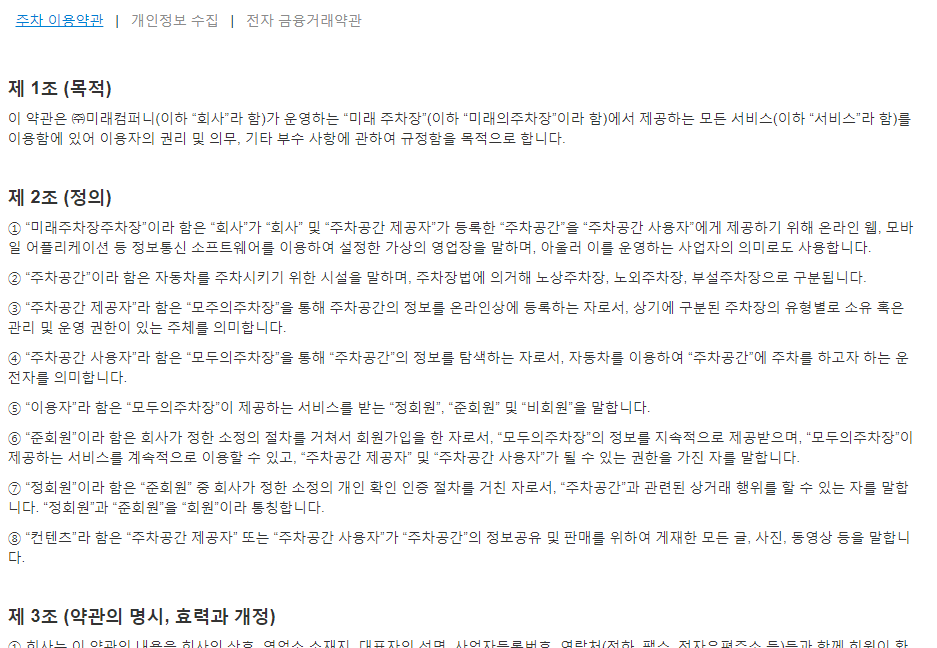 주차 이용약관 | 개인정보 수집 | 전자 금융거래약관
제 1조 (목적)
이 약관은 ㈜미래컴퍼니(이하 “회사”라 함)가 운영하는 “미래 주차장”(이하 “미래의주차장”이라 함)에서 제공하는 모든 서비스(이하 “서비스”라 함)를
이용함에 있어 이용자의 권리 및 의무, 기타 부수 사항에 관하여 규정함을 목적으로 합니다.
제 2조 (정의)
① “미래주차장주차장”이라 함은 “회사”가 “회사” 및 “주차공간 제공자”가 등록한 “주차공간”을 “주차공간 사용자”에게 제공하기 위해 온라인 웹, 모바
일 어플리케이션 등 정보통신 소프트웨어를 이용하여 설정한 가상의 영업장을 말하며, 아울러 이를 운영하는 사업자의 의미로도 사용합니다.
② “주차공간”이라 함은 자동차를 주차시키기 위한 시설을 말하며, 주차장법에 의거해 노상주차장, 노외주차장, 부설주차장으로 구분됩니다.
③ “주차공간 제공자”라 함은 “모주의주차장”을 통해 주차공간의 정보를 온라인상에 등록하는 자로서, 상기에 구분된 주차장의 유형별로 소유 혹은
관리 및 운영 권한이 있는 주체를 의미합니다.
④ “주차공간 사용자”라 함은 “모두의주차장”을 통해 “주차공간”의 정보를 탐색하는 자로서, 자동차를 이용하여 “주차공간”에 주차를 하고자 하는 운
전자를 의미합니다.
⑤ “이용자”라 함은 “모두의주차장”이 제공하는 서비스를 받는 “정회원”, “준회원” 및 “비회원”을 말합니다.
⑥ “준회원”이라 함은 회사가 정한 소정의 절차를 거쳐서 회원가입을 한 자로서, “모두의주차장”의 정보를 지속적으로 제공받으며, “모두의주차장”이
제공하는 서비스를 계속적으로 이용할 수 있고, “주차공간 제공자” 및 “주차공간 사용자”가 될 수 있는 권한을 가진 자를 말합니다.
⑦ “정회원”이라 함은 “준회원” 중 회사가 정한 소정의 개인 확인 인증 절차를 거친 자로서, “주차공간”과 관련된 상거래 행위를 할 수 있는 자를 말합
니다. “정회원”과 “준회원”을 “회원”이라 통칭합니다.
⑧ “컨텐츠”라 함은 “주차공간 제공자” 또는 “주차공간 사용자”가 “주차공간”의 정보공유 및 판매를 위하여 게재한 모든 글, 사진, 동영상 등을 말합니
다.
제 3조 (약관의 명시, 효력과 개정)
① 회사는 이 약관의 내용을 회사의 상호, 영업소 소재지, 대표자의 성명, 사업자등록번호, 연락처(전화, 팩스, 전자우편주소 등)등과 함께 회원이 확